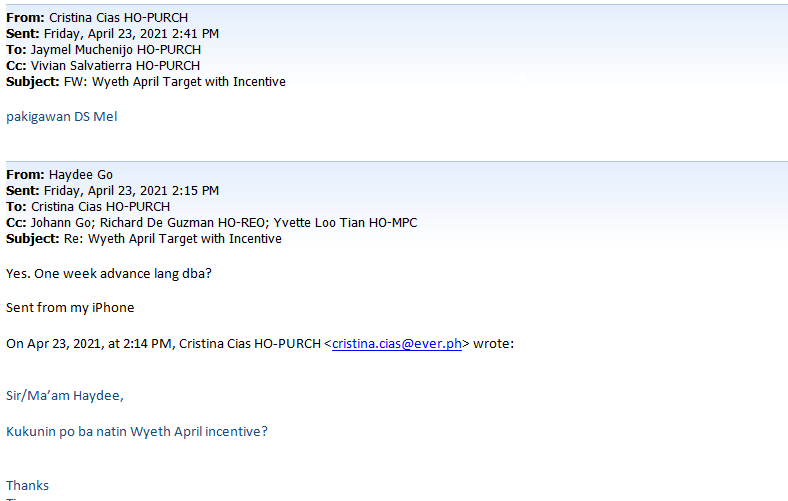 From: Cristina Cias HO-PURCH
Sent: Friday, April 23, 2021 2:41 PM
To: Jaymel Muchenijo HO-PURCH
Cc: Vivian Salvatierra HO-PURCH
Subject: FW: Wyeth April Target with Incentive
pakigawan DS Mel
From: Haydee Go
Sent: Friday, April 23, 2021 2:15 PM
To: Cristina Cias HO-PURCH
Cc: Johann Go; Richard De Guzman HO-REO; Yvette Loo Tian HO-MPC
Subject: Re: Wyeth April Target with Incentive
Yes. One week advance lang dba?
Sent from my iPhone
On Apr 23, 2021, at 2:14 PM, Cristina Cias HO-PURCH <cristina.cias@ever.ph> wrote:
Sir/Ma’am Haydee,
Kukunin po ba natin Wyeth April incentive?
Thanks